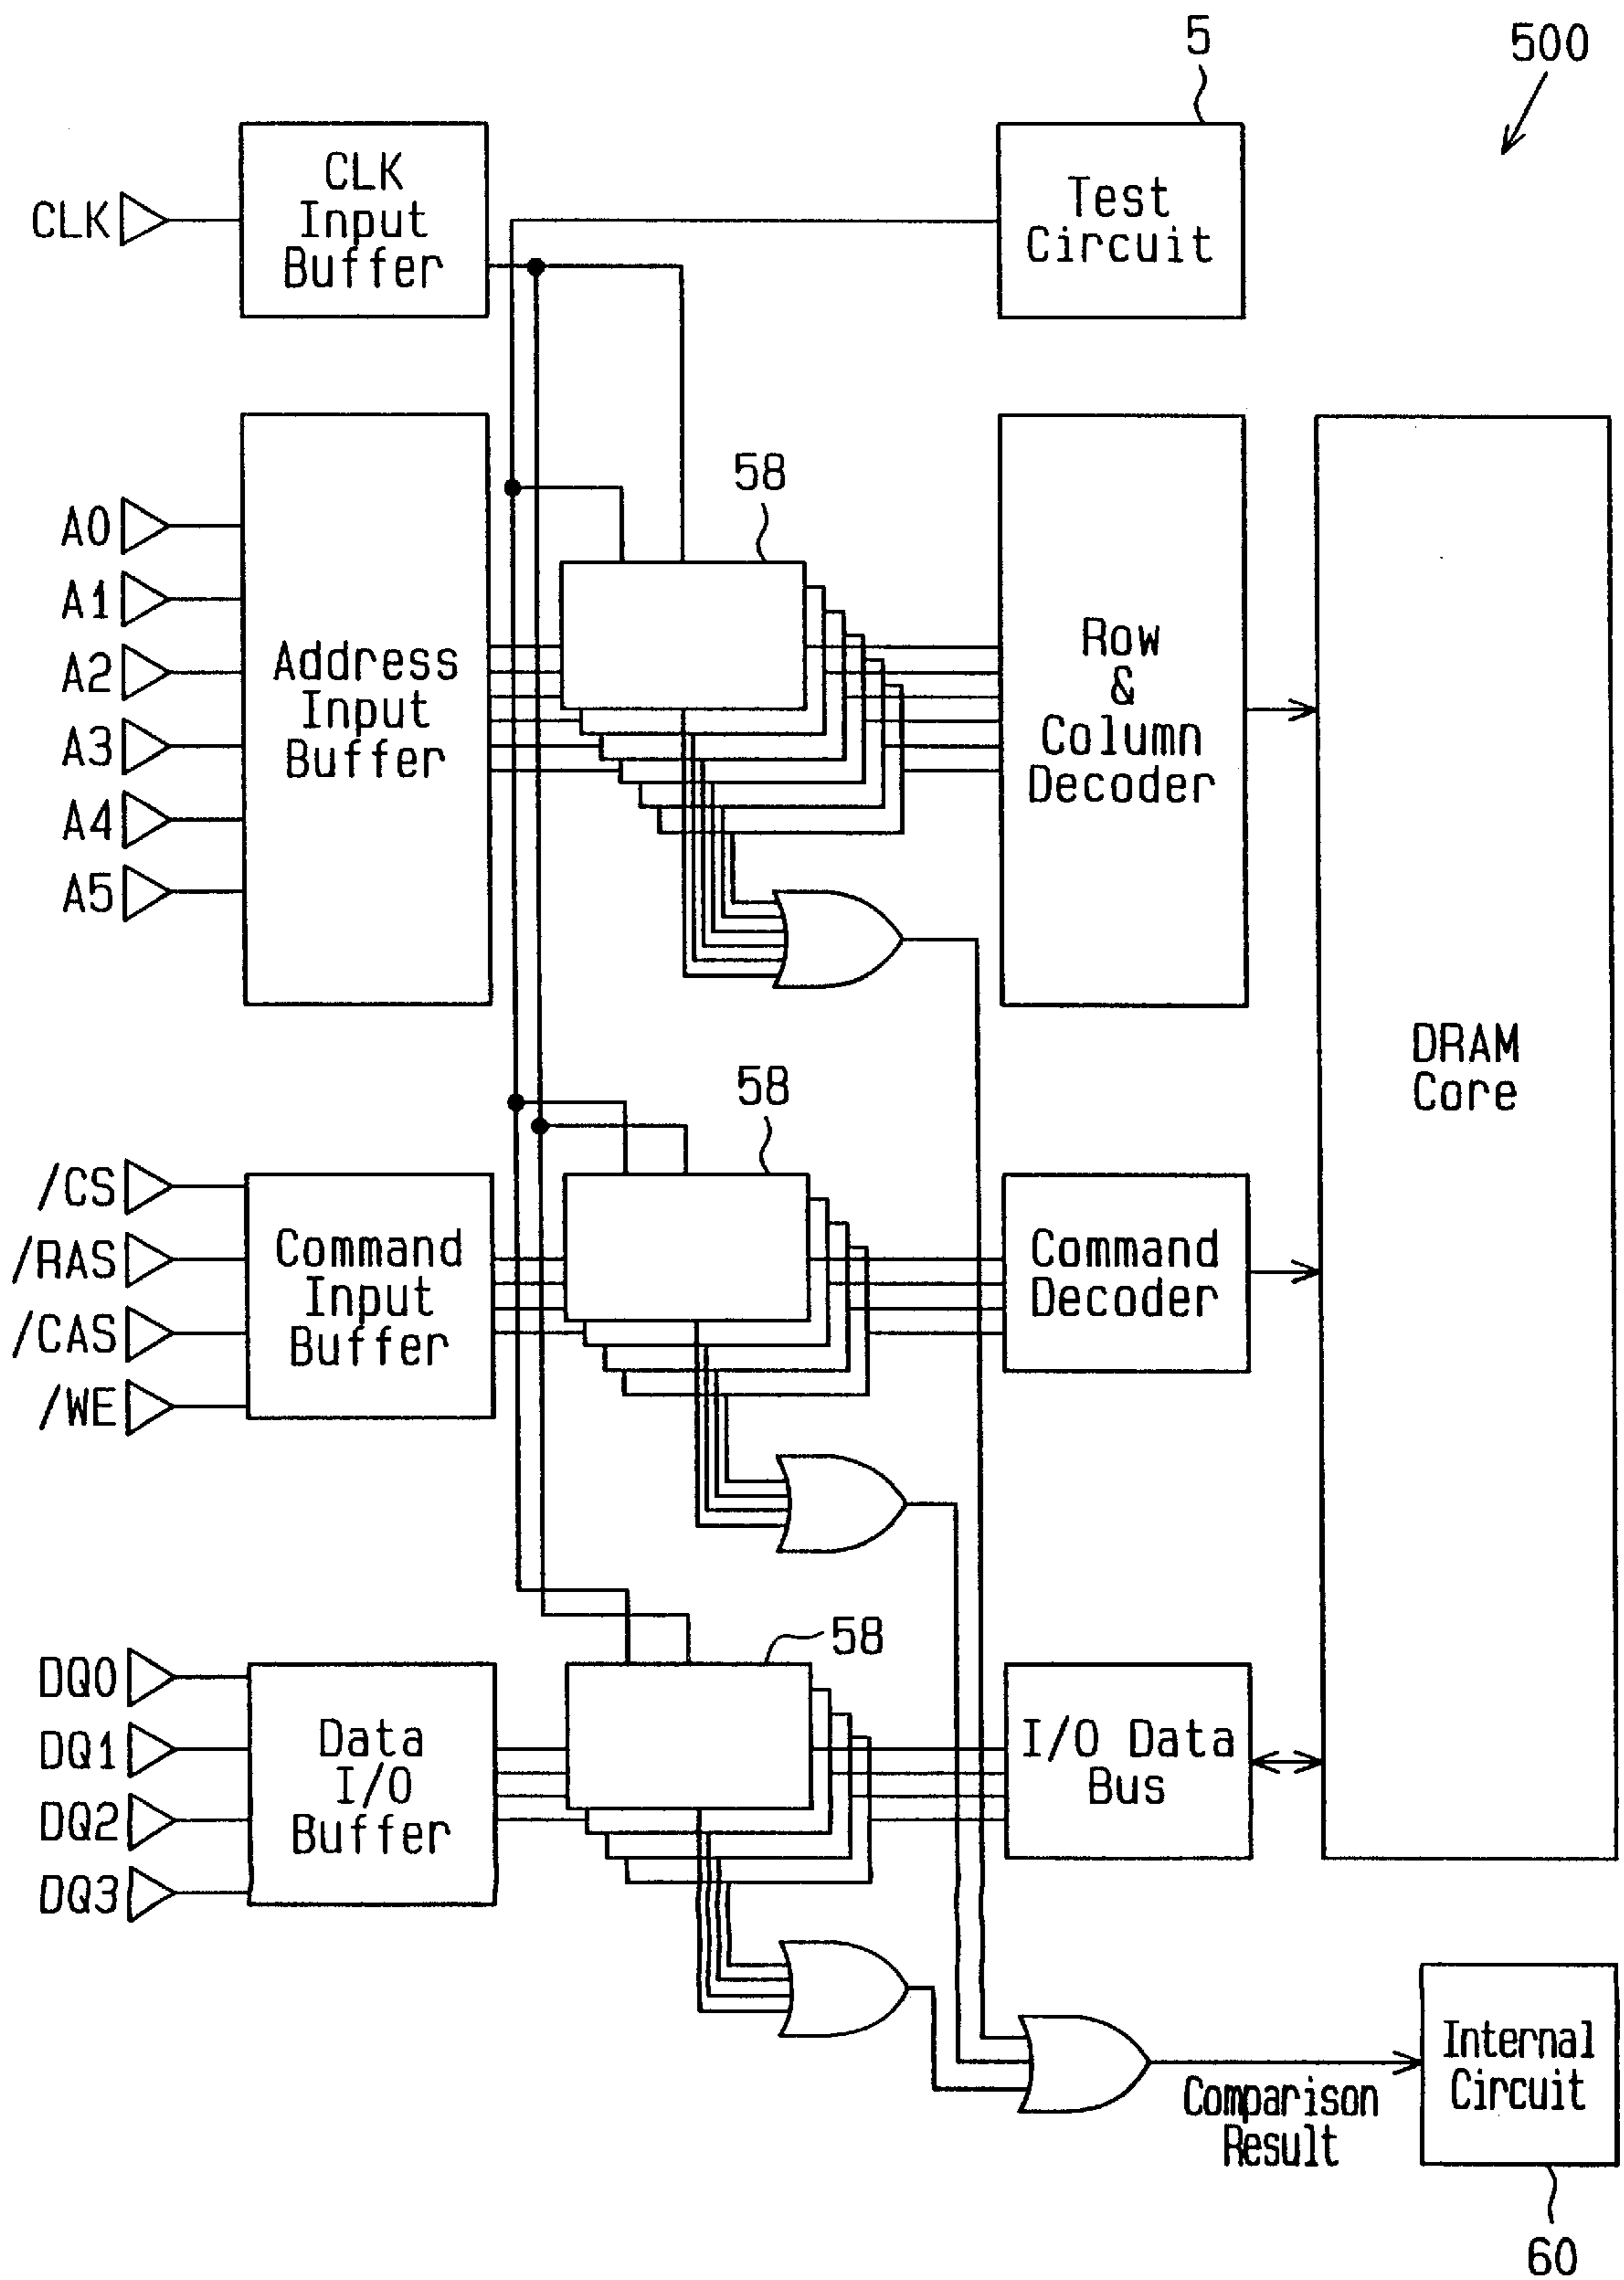 500
5
CLK
CLK
Input
Buffer
Test
Circuit
58
A0
A1
A2
A3
A4
A5
Address
Input
Buffer
Row
&
Column
Decoder
DRAM
Core
58
/CS
/RAS
/CAS
/WE
Command
Input
Buffer
Command
Decoder
58
DQ0
DQ1
DQ2
DQ3
Data
I/O
Buffer
I/O Data
Bus
Comparison
Result
Internal
Circuit
60